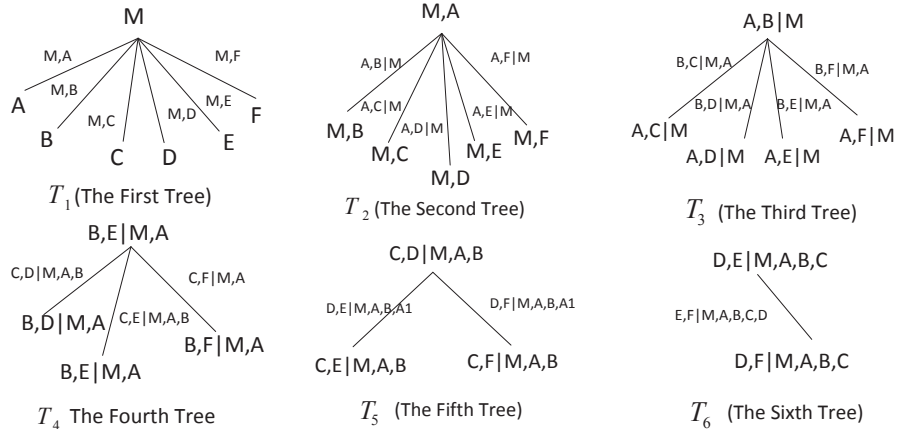 M
M,A
M,B
M,C
M,D
M,E
M,F
A
B
C
D
E
F
T1 (The First Tree)
M,A
A,B|M
A,C|M
A,D|M
A,E|M
A,F|M
M,B
M,C
M,D
M,E
M,F
T2 (The Second Tree)
A,B|M
B,C|M,A
B,D|M,A
B,E|M,A
B,F|M,A
A,C|M
A,D|M
A,E|M
A,F|M
T3 (The Third Tree)
B,E|M,A
C,D|M,A,B
C,E|M,A,B
C,F|M,A
B,D|M,A
B,E|M,A
B,F|M,A
T4 The Fourth Tree
C,D|M,A,B
D,E|M,A,B,A1
D,F|M,A,B,A1
C,E|M,A,B
C,F|M,A,B
T5 (The Fifth Tree)
D,E|M,A,B,C
E,F|M,A,B,C,D
D,F|M,A,B,C
T6 (The Sixth Tree)